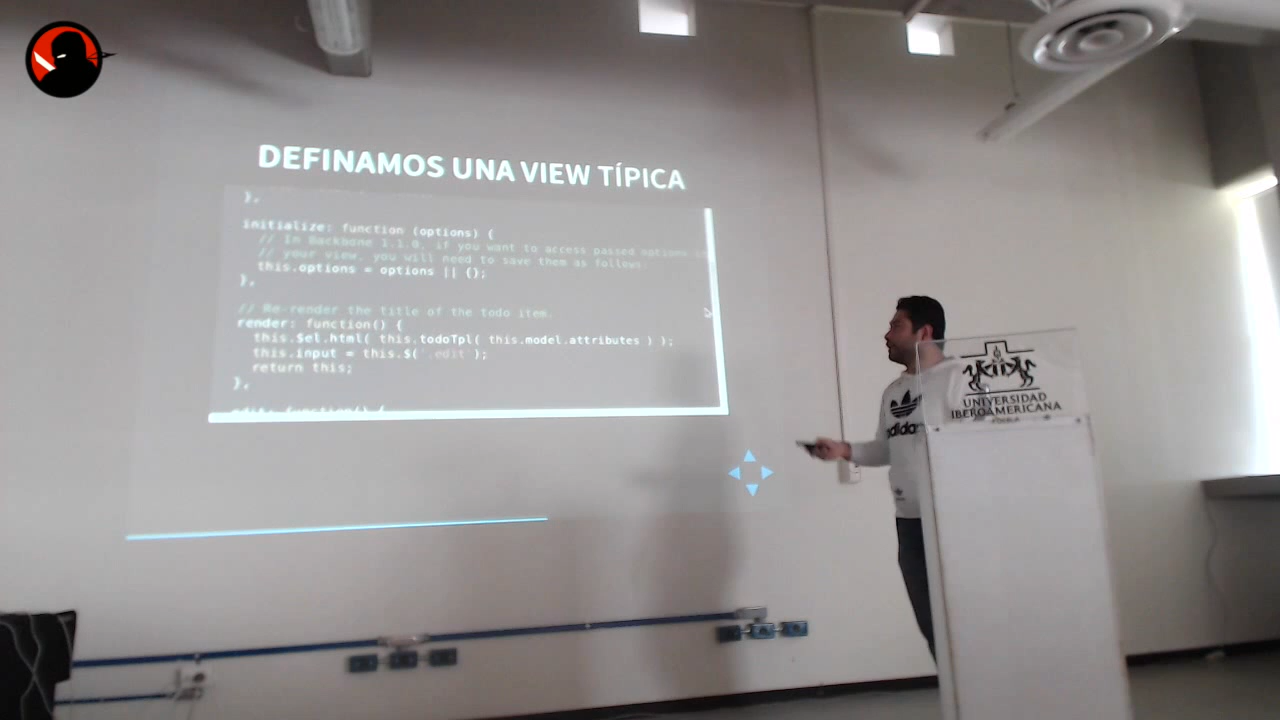 DEFINAMOS UNA VIEW TÍPICA
},
initialize: function (options) {
// In Backbone 1.1.0, if you want to access passed options
// your view, you will need to save them as follows:
this.options = options || {};
},
// Re-render the title of the todo item.
render: function() {
this.$el.html( this.todoTpl( this.model.attributes ) );
this.input = this.$('.edit');
return this;
},
function() {
adidas
UNIVERSIDAD
IBEROAMERICANA